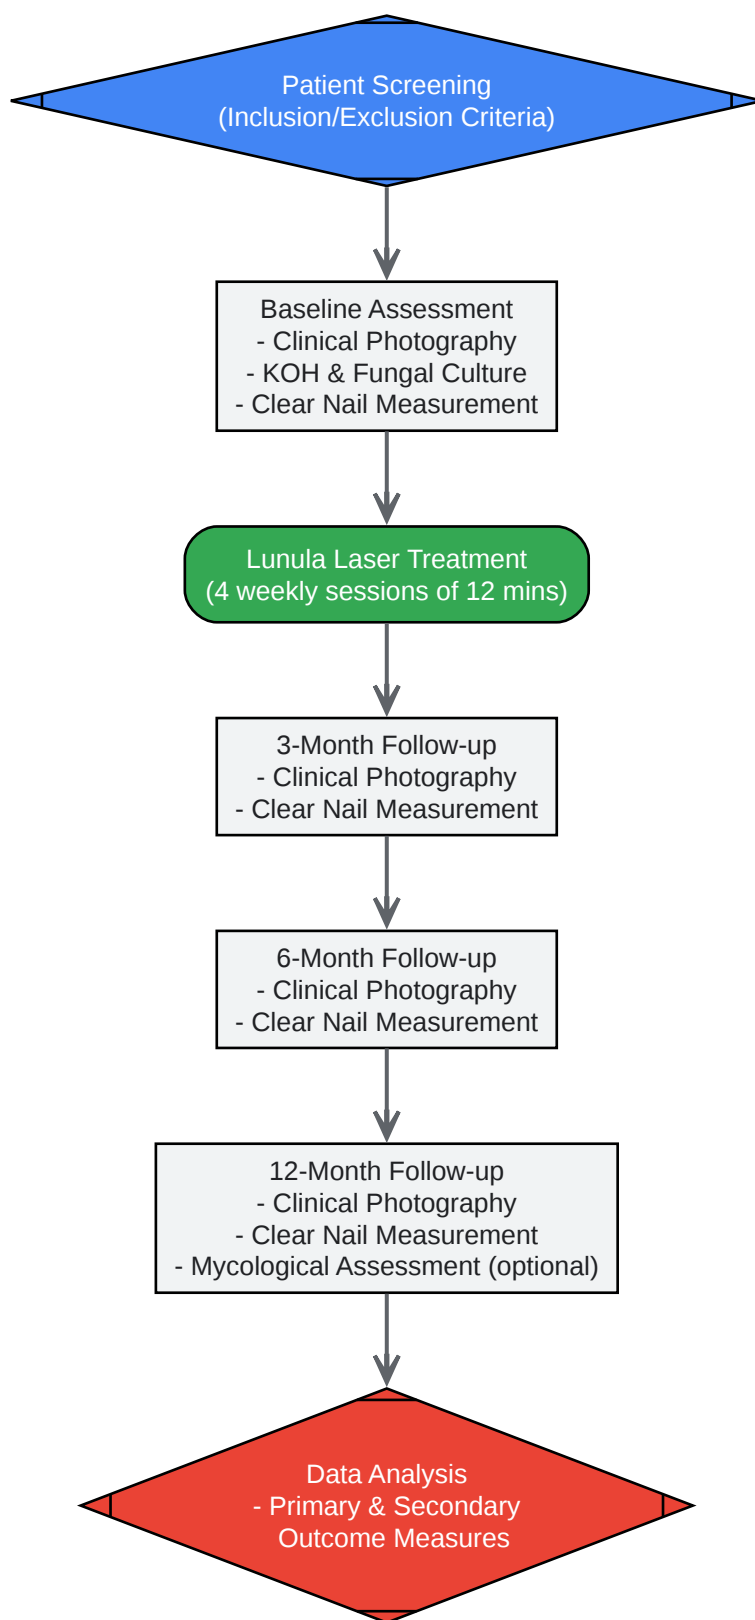 Patient Screening
(Inclusion/Exclusion Criteria)
Baseline Assessment
- Clinical Photography
- KOH & Fungal Culture
- Clear Nail Measurement
Lunula Laser Treatment
(4 weekly sessions of 12 mins)
3-Month Follow-up
- Clinical Photography
- Clear Nail Measurement
6-Month Follow-up
- Clinical Photography
- Clear Nail Measurement
12-Month Follow-up
- Clinical Photography
- Clear Nail Measurement
- Mycological Assessment (optional)
Data Analysis
- Primary & Secondary
Outcome Measures